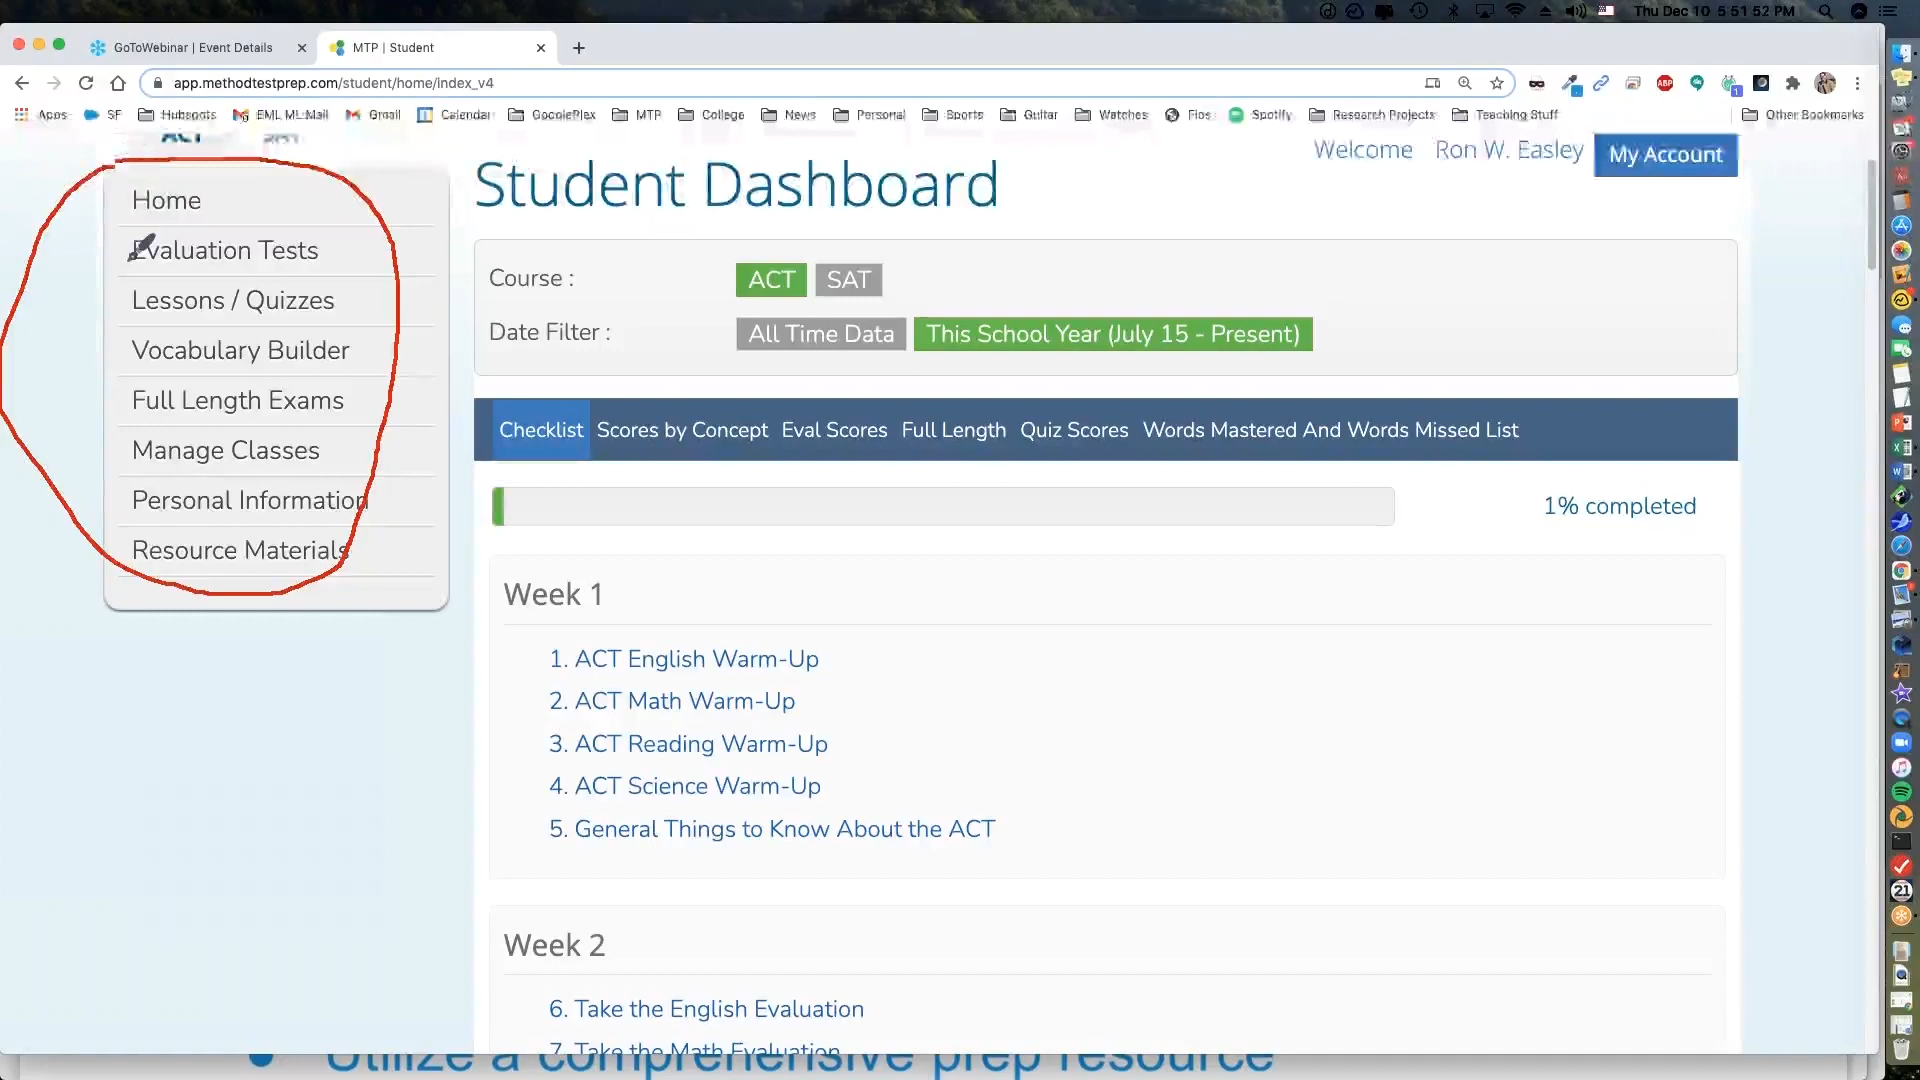 Thu Dec 10 5 51 52 PM
GoToWebinar | Event Details
MTP | Student
app.methodtestprep.com/student/home/index_v4
Apps SF Hubspots EML ML Mail Gmail Calendar GooglePlex MTP College News Personal Sports Guitar Watches Fios Spotify Research Projects Teaching Stuff Other Bookmarks
Welcome Ron W. Easley My Account
Student Dashboard
Home
Evaluation Tests
Lessons / Quizzes
Vocabulary Builder
Full Length Exams
Manage Classes
Personal Information
Resource Materials
Course : ACT SAT
Date Filter : All Time Data This School Year (July 15 - Present)
Checklist Scores by Concept Eval Scores Full Length Quiz Scores Words Mastered And Words Missed List
1% completed
Week 1
1. ACT English Warm-Up
2. ACT Math Warm-Up
3. ACT Reading Warm-Up
4. ACT Science Warm-Up
5. General Things to Know About the ACT
Week 2
6. Take the English Evaluation
7. Take the Math Evaluation
• Utilize a comprehensive prep resource
21